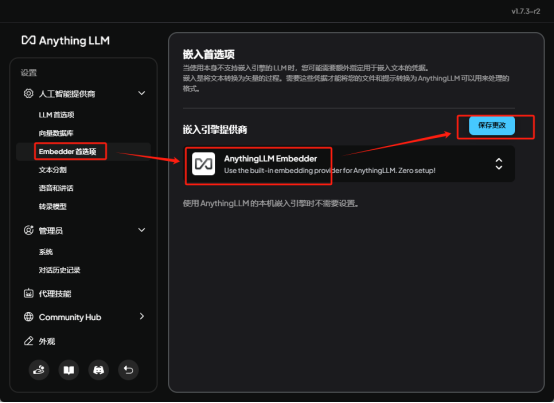 v1.7.3-r2
Anything LLM
设置
人工智能提供商
LLM 首选项
向量数据库
Embedder 首选项
文本分割
语音和讲话
转录模型
管理员
系统
对话历史记录
代理技能
Community Hub
外观
嵌入首选项
当使用本身不支持嵌入引擎的 LLM 时，您可能需要额外指定用于嵌入文本的凭据。
嵌入是将文本转换为矢量的过程。需要这些凭据才能将您的文件和提示转换为 AnythingLLM 可以用来处理的
格式。
保存更改
嵌入引擎提供商
AnythingLLM Embedder
Use the built-in embedding provider for AnythingLLM. Zero setup!
使用 AnythingLLM 的本机嵌入引擎时不需要设置。